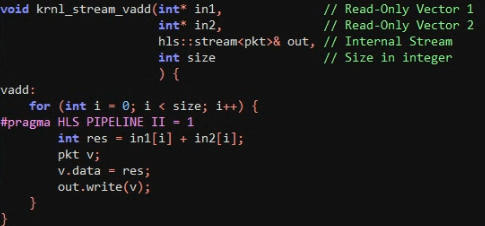 void krnl_stream_vadd(int* in1,               // Read-Only Vector 1
                      int* in2,               // Read-Only Vector 2
                      hls::stream<pkt>& out,  // Internal Stream
                      int size                // Size in integer
                      ) {
vadd:
    for (int i = 0; i < size; i++) {
#pragma HLS PIPELINE II = 1
        int res = in1[i] + in2[i];
        pkt v;
        v.data = res;
        out.write(v);
    }
}